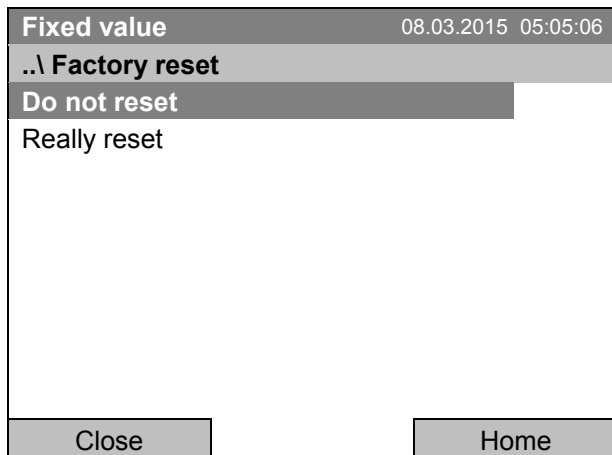 Fixed value 08.03.2015 05:05:06
..\ Factory reset
Do not reset
Really reset
Close Home